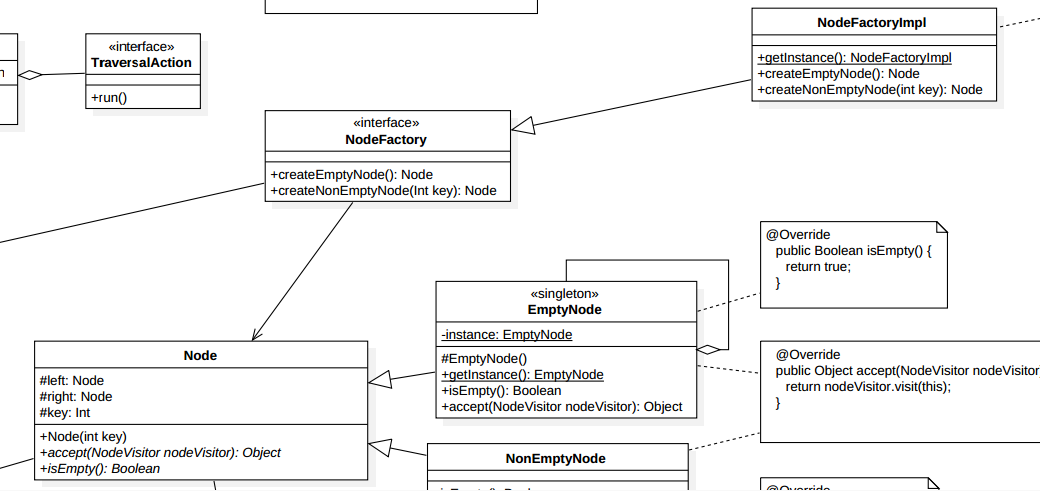 NodeFactoryImpl
+getInstance(): NodeFactoryImpl
+createEmptyNode(): Node
+createNonEmptyNode(int key): Node
«interface»
TraversalAction
+run()
«interface»
NodeFactory
+createEmptyNode(): Node
+createNonEmptyNode(Int key): Node
@Override
public Boolean isEmpty() {
return true;
}
«singleton»
EmptyNode
-instance: EmptyNode
#EmptyNode()
+getInstance(): EmptyNode
+isEmpty(): Boolean
+accept(NodeVisitor nodeVisitor): Object
@Override
public Object accept(NodeVisitor nodeVisitor
return nodeVisitor.visit(this);
}
Node
#left: Node
#right: Node
#key: Int
+Node(int key)
+accept(NodeVisitor nodeVisitor): Object
+isEmpty(): Boolean
NonEmptyNode
@Override